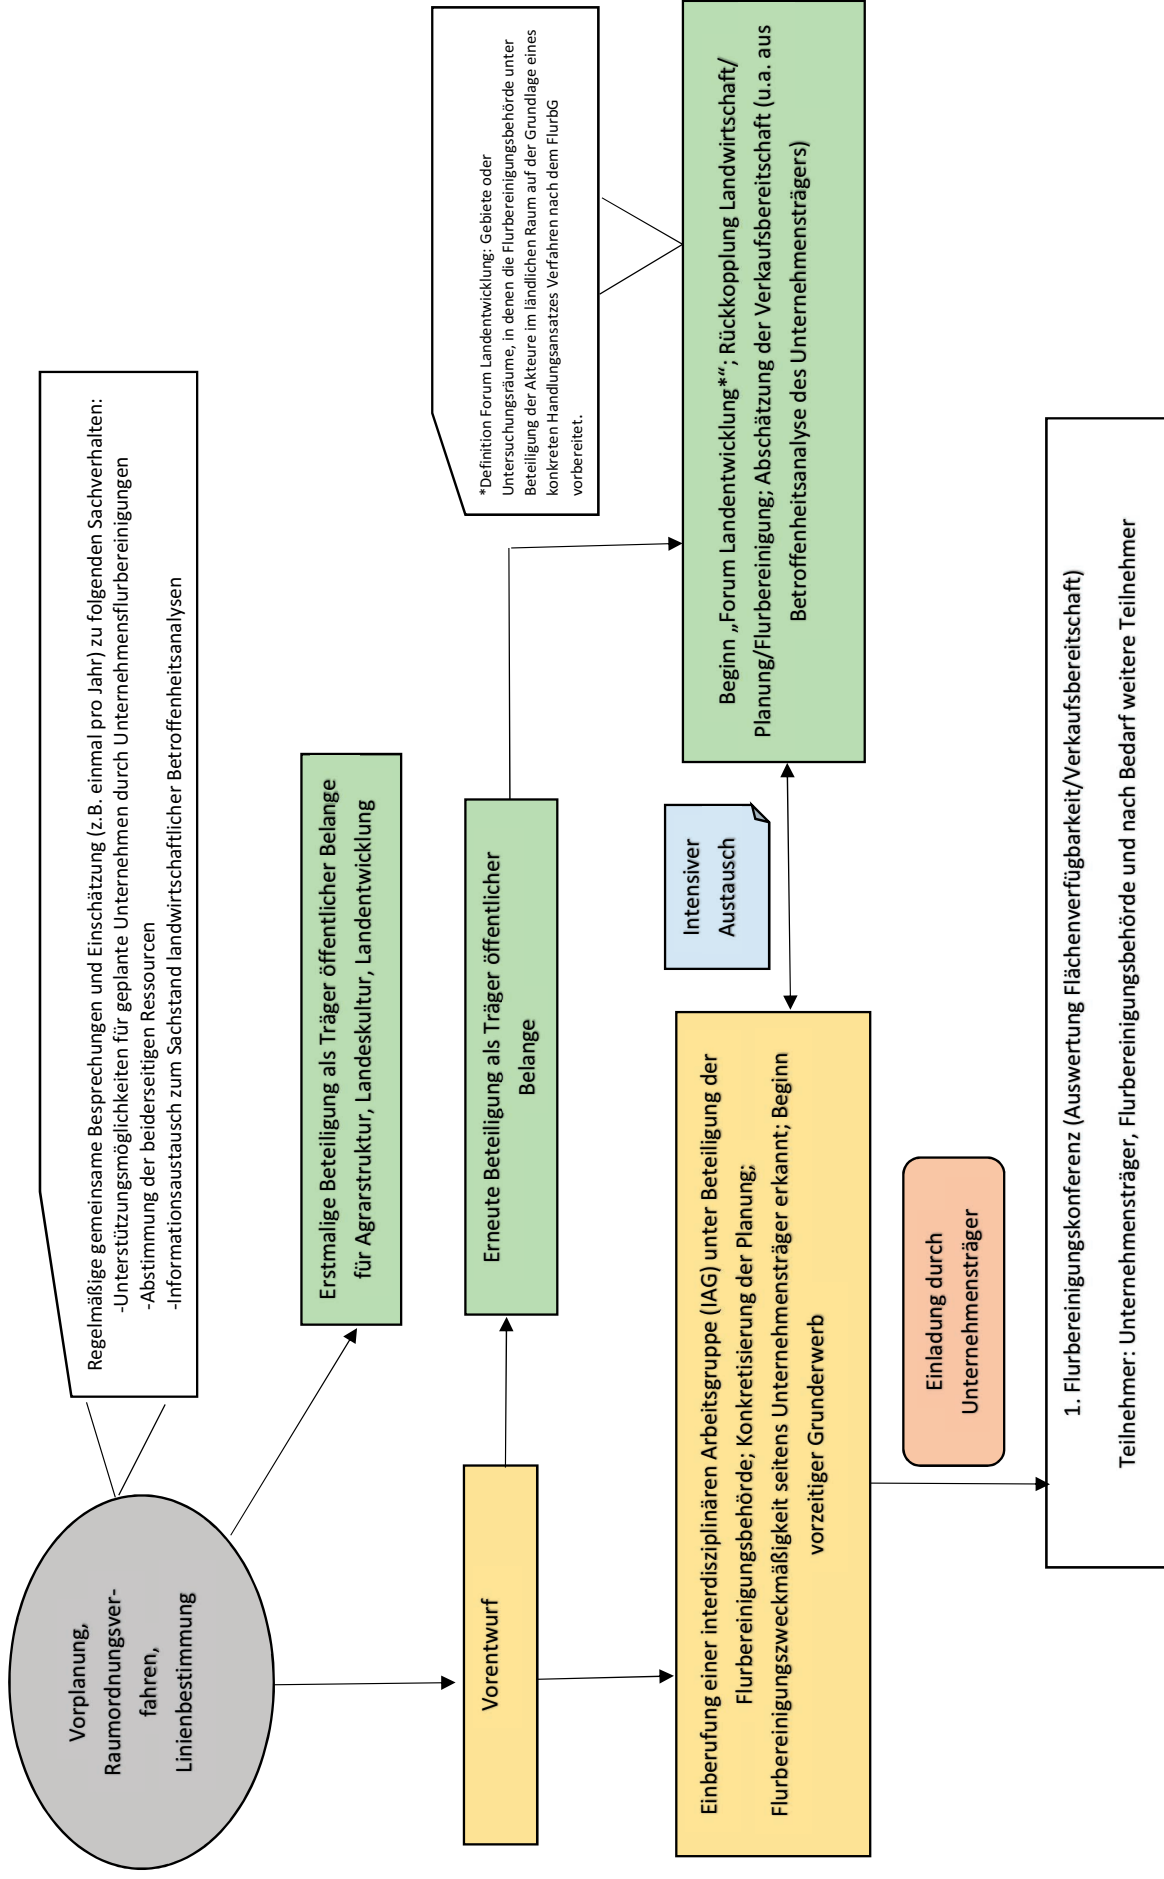 Vorplanung,
Raumordnungsver-
fahren,
Linienbestimmung
Regelmäßige gemeinsame Besprechungen und Einschätzung (z.B. einmal pro Jahr) zu folgenden Sachverhalten:
-Unterstützungsmöglichkeiten für geplante Unternehmen durch Unternehmensflurbereinigungen
-Abstimmung der beiderseitigen Ressourcen
-Informationsaustausch zum Sachstand landwirtschaftlicher Betroffenheitsanalysen
Erstmalige Beteiligung als Träger öffentlicher Belange
für Agrarstruktur, Landeskultur, Landentwicklung
Vorentwurf
Erneute Beteiligung als Träger öffentlicher
Belange
*Definition Forum Landentwicklung: Gebiete oder
Untersuchungsräume, in denen die Flurbereinigungsbehörde unter
Beteiligung der Akteure im ländlichen Raum auf der Grundlage eines
konkreten Handlungsansatzes Verfahren nach dem FlurbG
vorbereitet.
Einberufung einer interdisziplinären Arbeitsgruppe (IAG) unter Beteiligung der
Flurbereinigungsbehörde; Konkretisierung der Planung;
Flurbereinigungszweckmäßigkeit seitens Unternehmensträger erkannt; Beginn
vorzeitiger Grunderwerb
Intensiver
Austausch
Beginn „Forum Landentwicklung*“; Rückkopplung Landwirtschaft/
Planung/Flurbereinigung; Abschätzung der Verkaufsbereitschaft (u.a. aus
Betroffenheitsanalyse des Unternehmensträgers)
Einladung durch
Unternehmensträger
1. Flurbereinigungskonferenz (Auswertung Flächenverfügbarkeit/Verkaufsbereitschaft)
Teilnehmer: Unternehmensträger, Flurbereinigungsbehörde und nach Bedarf weitere Teilnehmer